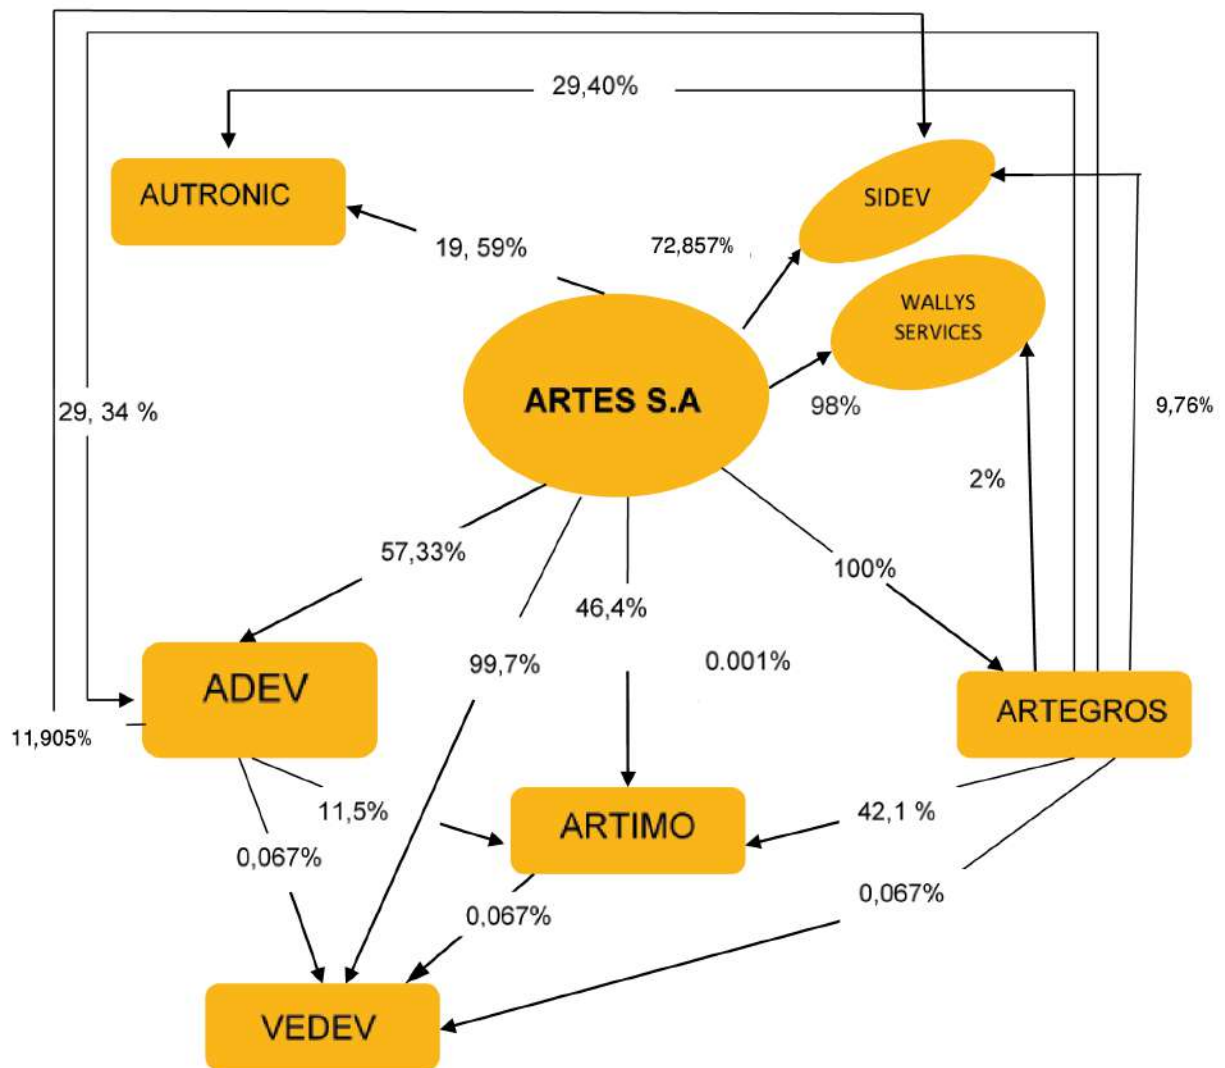 29,40%
AUTRONIC
SIDEV
19, 59%
72,857%
WALLYS
SERVICES
ARTES S.A
29, 34 %
98%
9,76%
2%
57,33%
100%
46,4%
99,7%
0.001%
ADEV
ARTEGROS
11,905%
11,5%
ARTIMO
42,1 %
0,067%
0,067%
0,067%
VEDEV